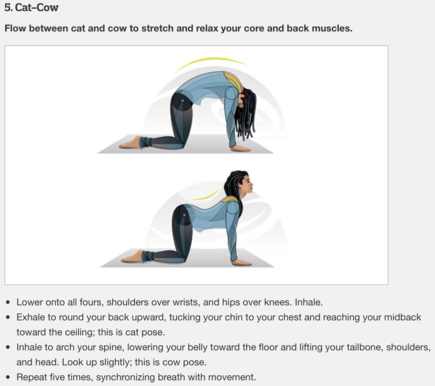 5. Cat–Cow
Flow between cat and cow to stretch and relax your core and back muscles.
• Lower onto all fours, shoulders over wrists, and hips over knees. Inhale.
• Exhale to round your back upward, tucking your chin to your chest and reaching your midback
toward the ceiling; this is cat pose.
• Inhale to arch your spine, lowering your belly toward the floor and lifting your tailbone, shoulders,
and head. Look up slightly; this is cow pose.
• Repeat five times, synchronizing breath with movement.